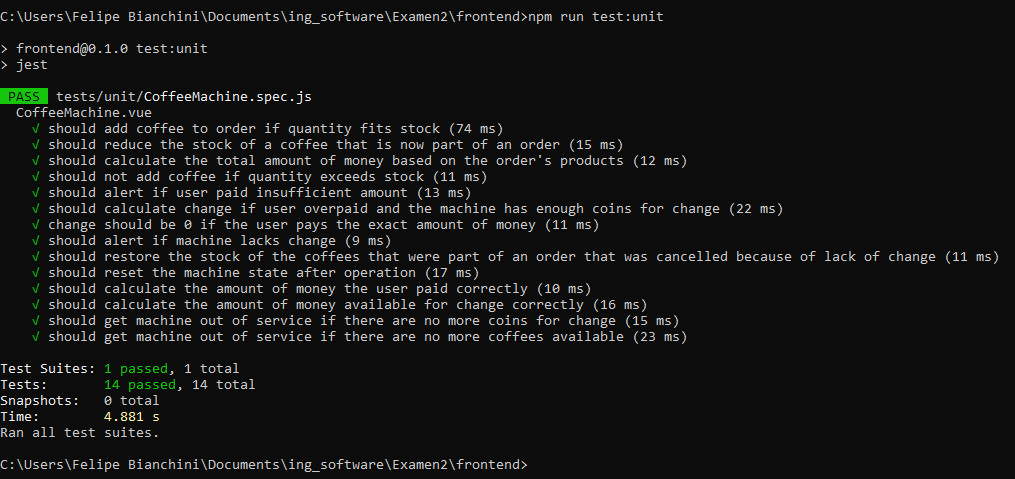 C:\Users\Felipe Bianchini\Documents\ing_software\Examen2\frontend>npm run test:unit
> frontend@0.1.0 test:unit
> jest
PASS tests/unit/CoffeeMachine.spec.js
CoffeeMachine.vue
√ should add coffee to order if quantity fits stock (74 ms)
√ should reduce the stock of a coffee that is now part of an order (15 ms)
√ should calculate the total amount of money based on the order's products (12 ms)
√ should not add coffee if quantity exceeds stock (11 ms)
√ should alert if user paid insufficient amount (13 ms)
√ should calculate change if user overpaid and the machine has enough coins for change (22 ms)
√ change should be 0 if the user pays the exact amount of money (11 ms)
√ should alert if machine lacks change (9 ms)
√ should restore the stock of the coffees that were part of an order that was cancelled because of lack of change (11 ms)
√ should reset the machine state after operation (17 ms)
√ should calculate the amount of money the user paid correctly (10 ms)
√ should calculate the amount of money available for change correctly (16 ms)
√ should get machine out of service if there are no more coins for change (15 ms)
√ should get machine out of service if there are no more coffees available (23 ms)
Test Suites: 1 passed, 1 total
Tests: 14 passed, 14 total
Snapshots: 0 total
Time: 4.881 s
Ran all test suites.
C:\Users\Felipe Bianchini\Documents\ing_software\Examen2\frontend>